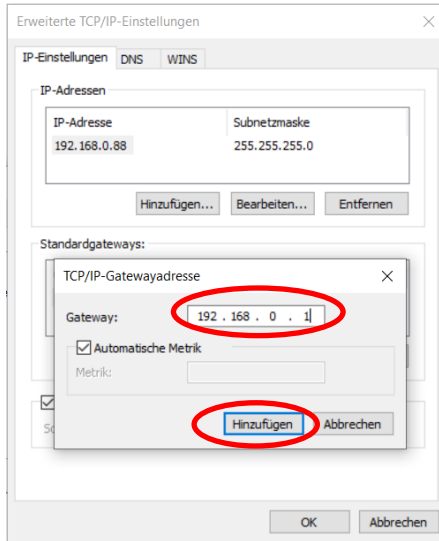 Erweiterte TCP/IP-Einstellungen
IP-Einstellungen DNS WINS
IP-Adressen
IP-Adresse Subnetzmaske
192.168.0.88 255.255.255.0
Hinzufügen... Bearbeiten... Entfernen
Standardgateways:
TCP/IP-Gatewayadresse
Gateway: 192 . 168 . 0 . 1
Automatische Metrik
Metrik:
Hinzufügen Abbrechen
OK Abbrechen